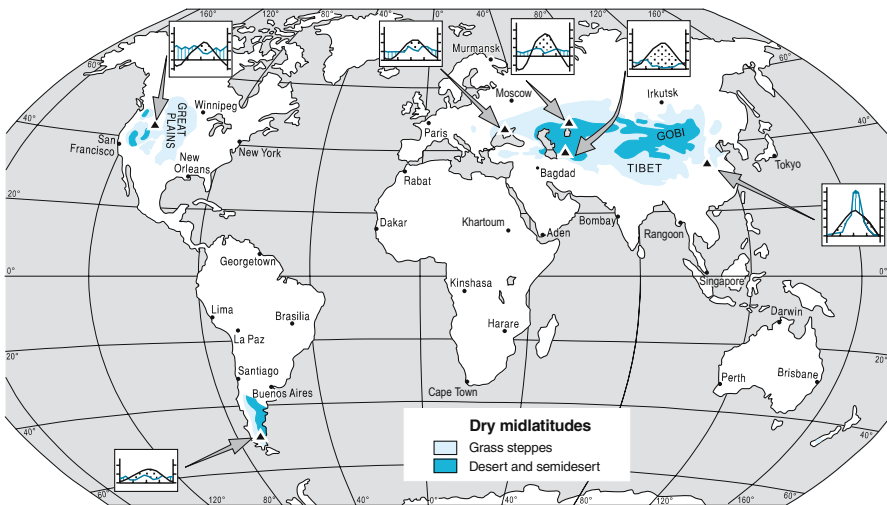 160° 120° 80° 40° 0° 40° 80° 120° 160°
60° 60°
Murmansk
Moscow
Irkutsk
Winnipeg
GREAT
PLAINS
40° 40°
Paris
GOBI
San
Francisco
New York
New
Orleans
TIBET
Tokyo
Bagdad
Rabat
20° 20°
Dakar
Khartoum
Aden
Bombay
Rangoon
Georgetown
0° 0°
Singapore
Kinshasa
Lima
Brasilia
Darwin
La Paz
Harare
20° 20°
Santiago
Perth
Brisbane
Buenos Aires
Cape Town
Dry midlatitudes
Grass steppes
Desert and semidesert
40° 40°
160° 120° 80° 40° 0° 40° 80° 120° 160°